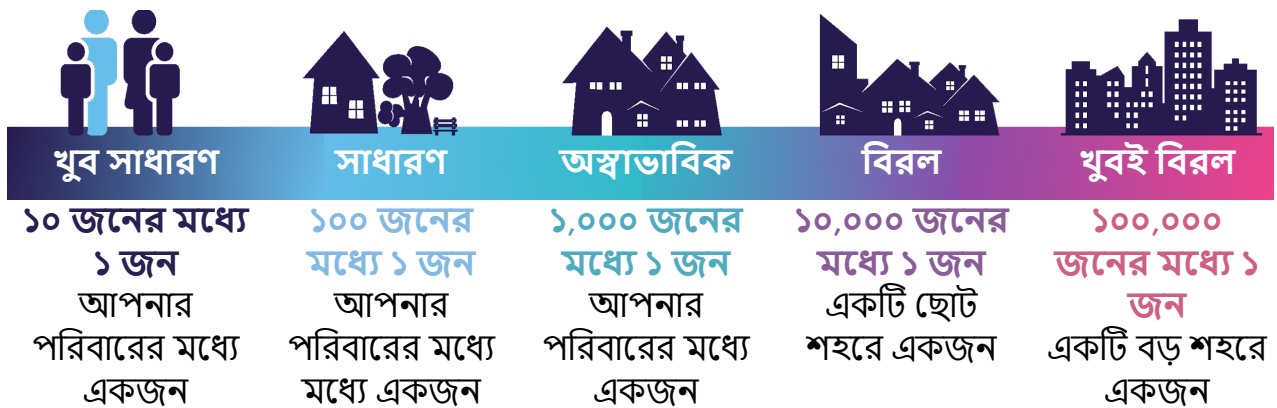 খুব সাধারণ
১০ জনের মধ্যে
১ জন
আপনার
পরিবারের মধ্যে
একজন
সাধারণ
১০০ জনের
মধ্যে ১ জন
আপনার
পরিবারের মধ্যে
মধ্যে একজন
অস্বাভাবিক
১,০০০ জনের
মধ্যে ১ জন
আপনার
পরিবারের মধ্যে
একজন
বিরল
১০,০০০ জনের
মধ্যে ১ জন
একটি ছোট
শহরে একজন
খুবই বিরল
১০০,০০০
জনের মধ্যে ১
জন
একটি বড় শহরে
একজন